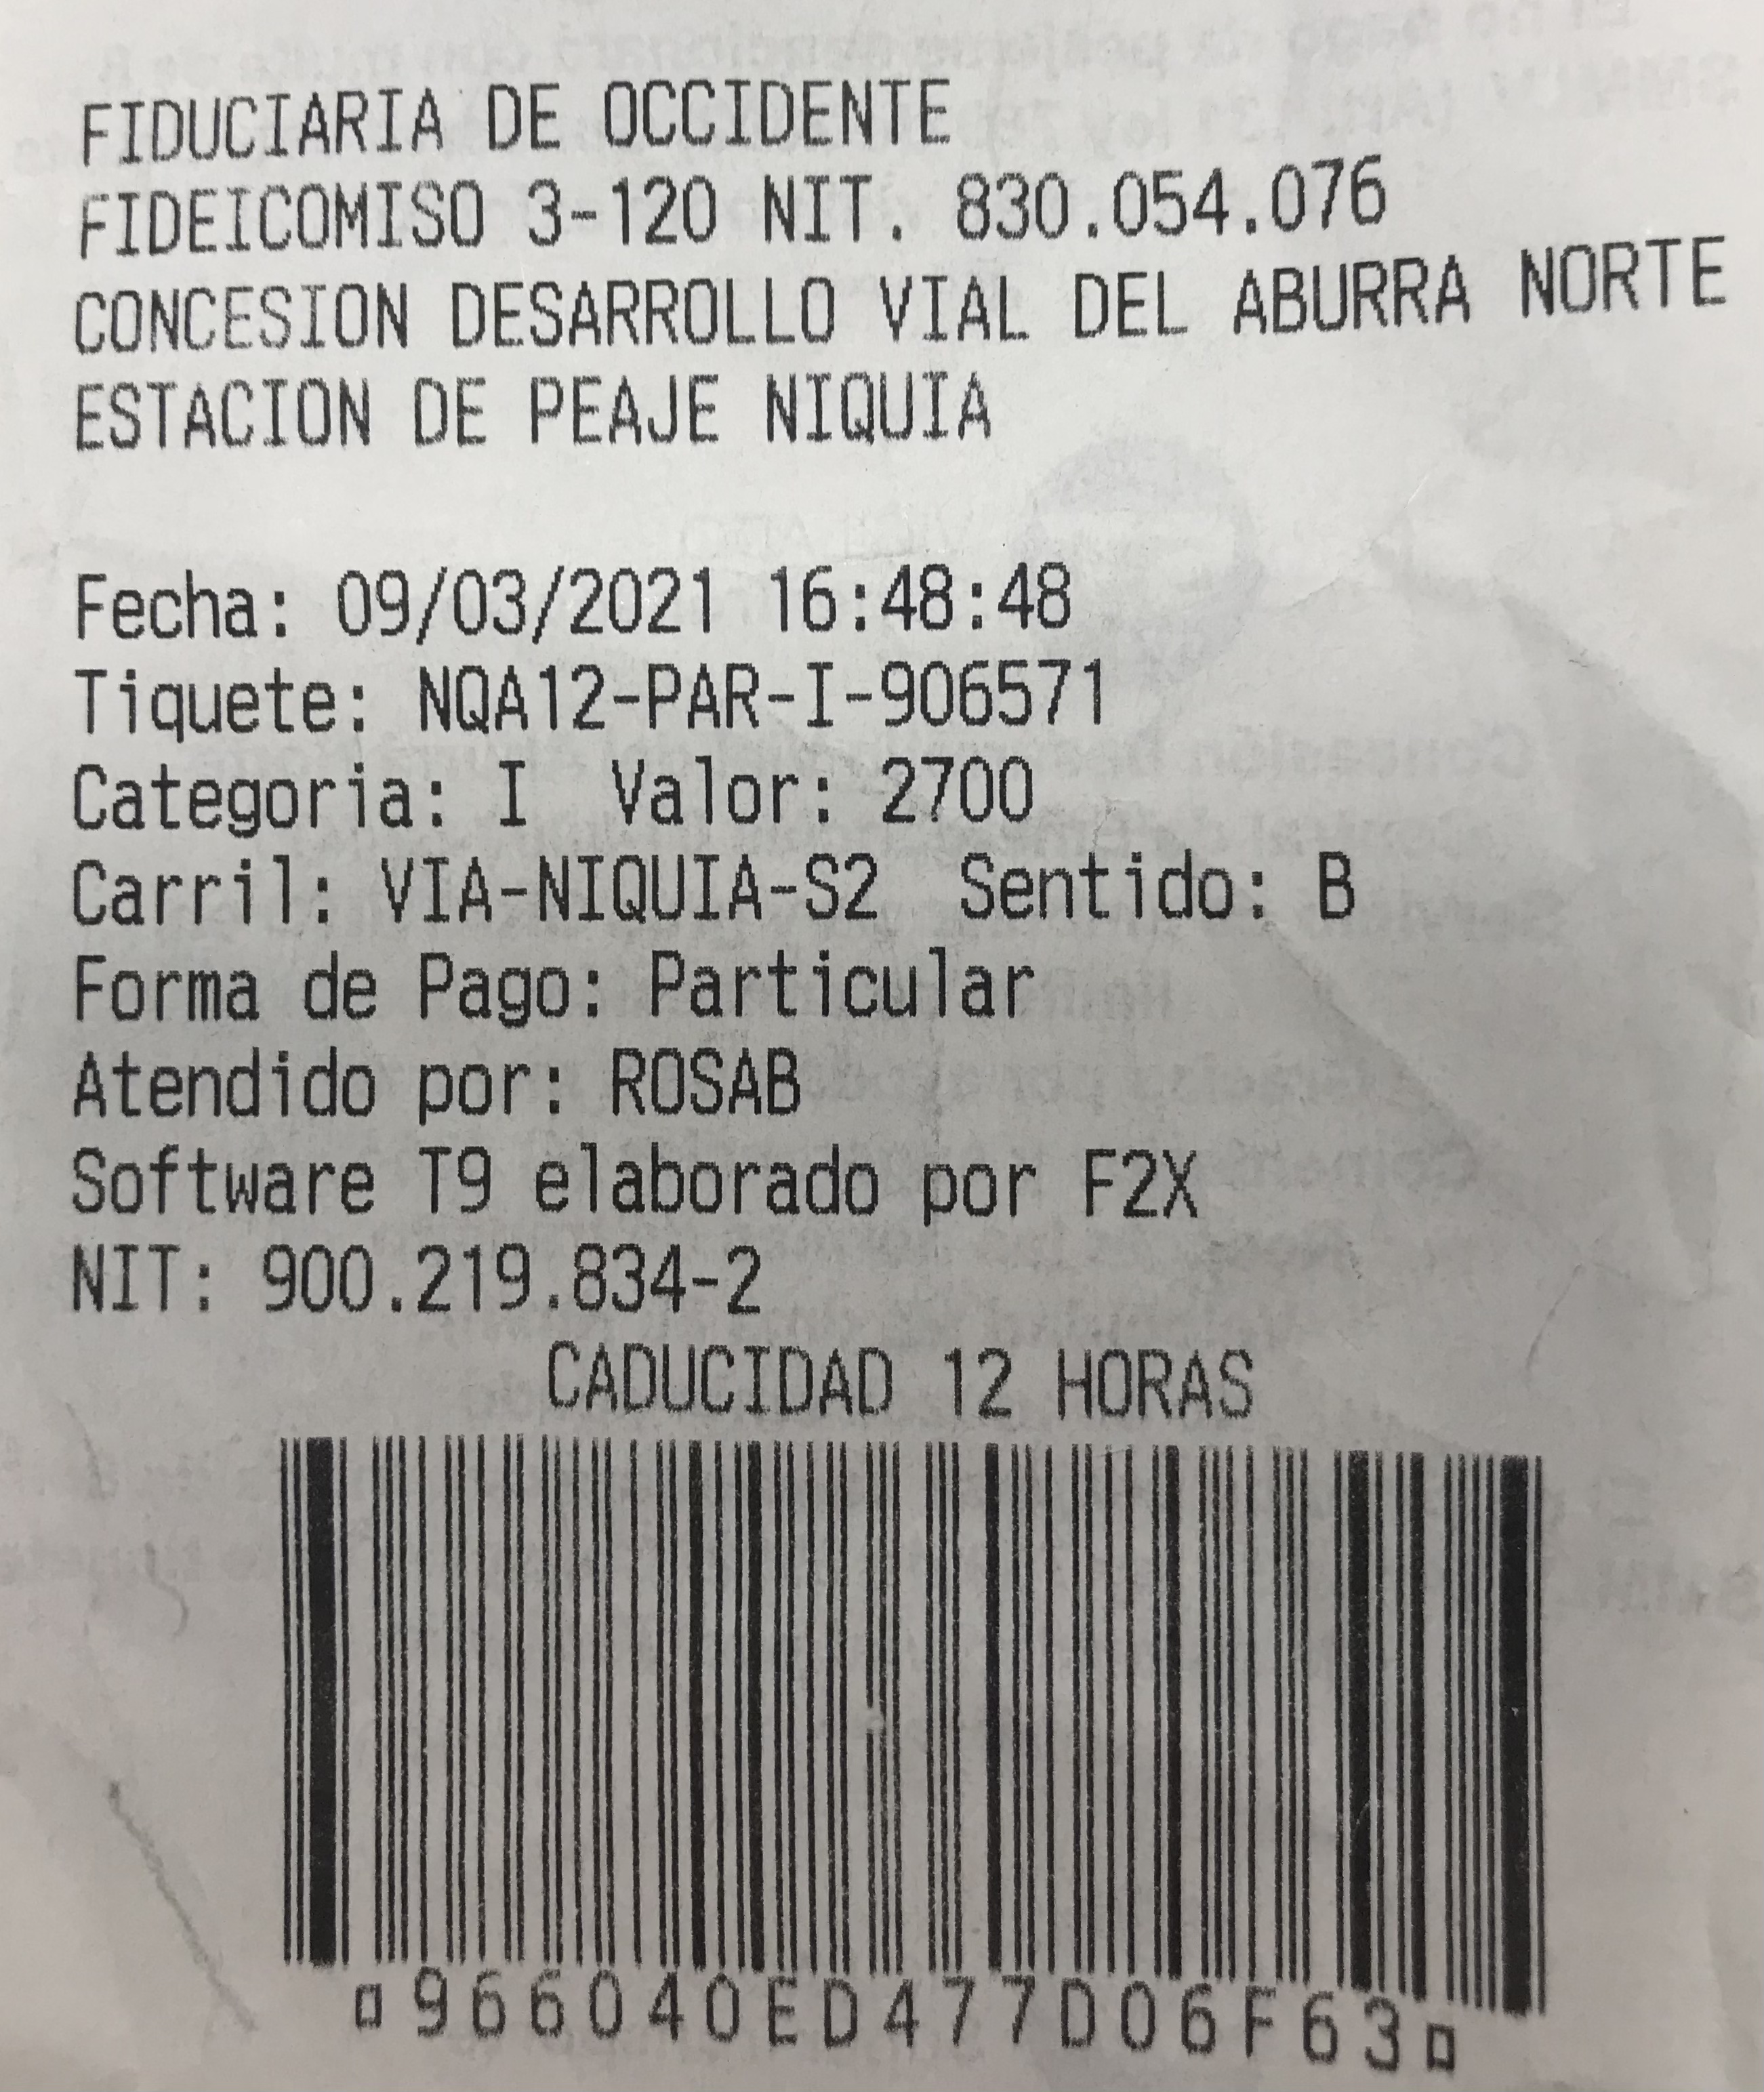 FIDUCIARIA DE OCCIDENTE
FIDEICOMISO 3-120 NIT. 830.054.076
CONCESION DESARROLLO VIAL DEL ABURRA NORTE
ESTACION DE PEAJE NIQUIA
Fecha: 09/03/2021 16:48:48
Tiquete: NQA12-PAR-I-906571
Categoria: I Valor: 2700
Carril: VIA-NIQUIA-S2 Sentido: B
Forma de Pago: Particular
Atendido por: ROSAB
Software T9 elaborado por F2X
NIT: 900.219.834-2
CADUCIDAD 12 HORAS
¤966040ED477D06F63¤